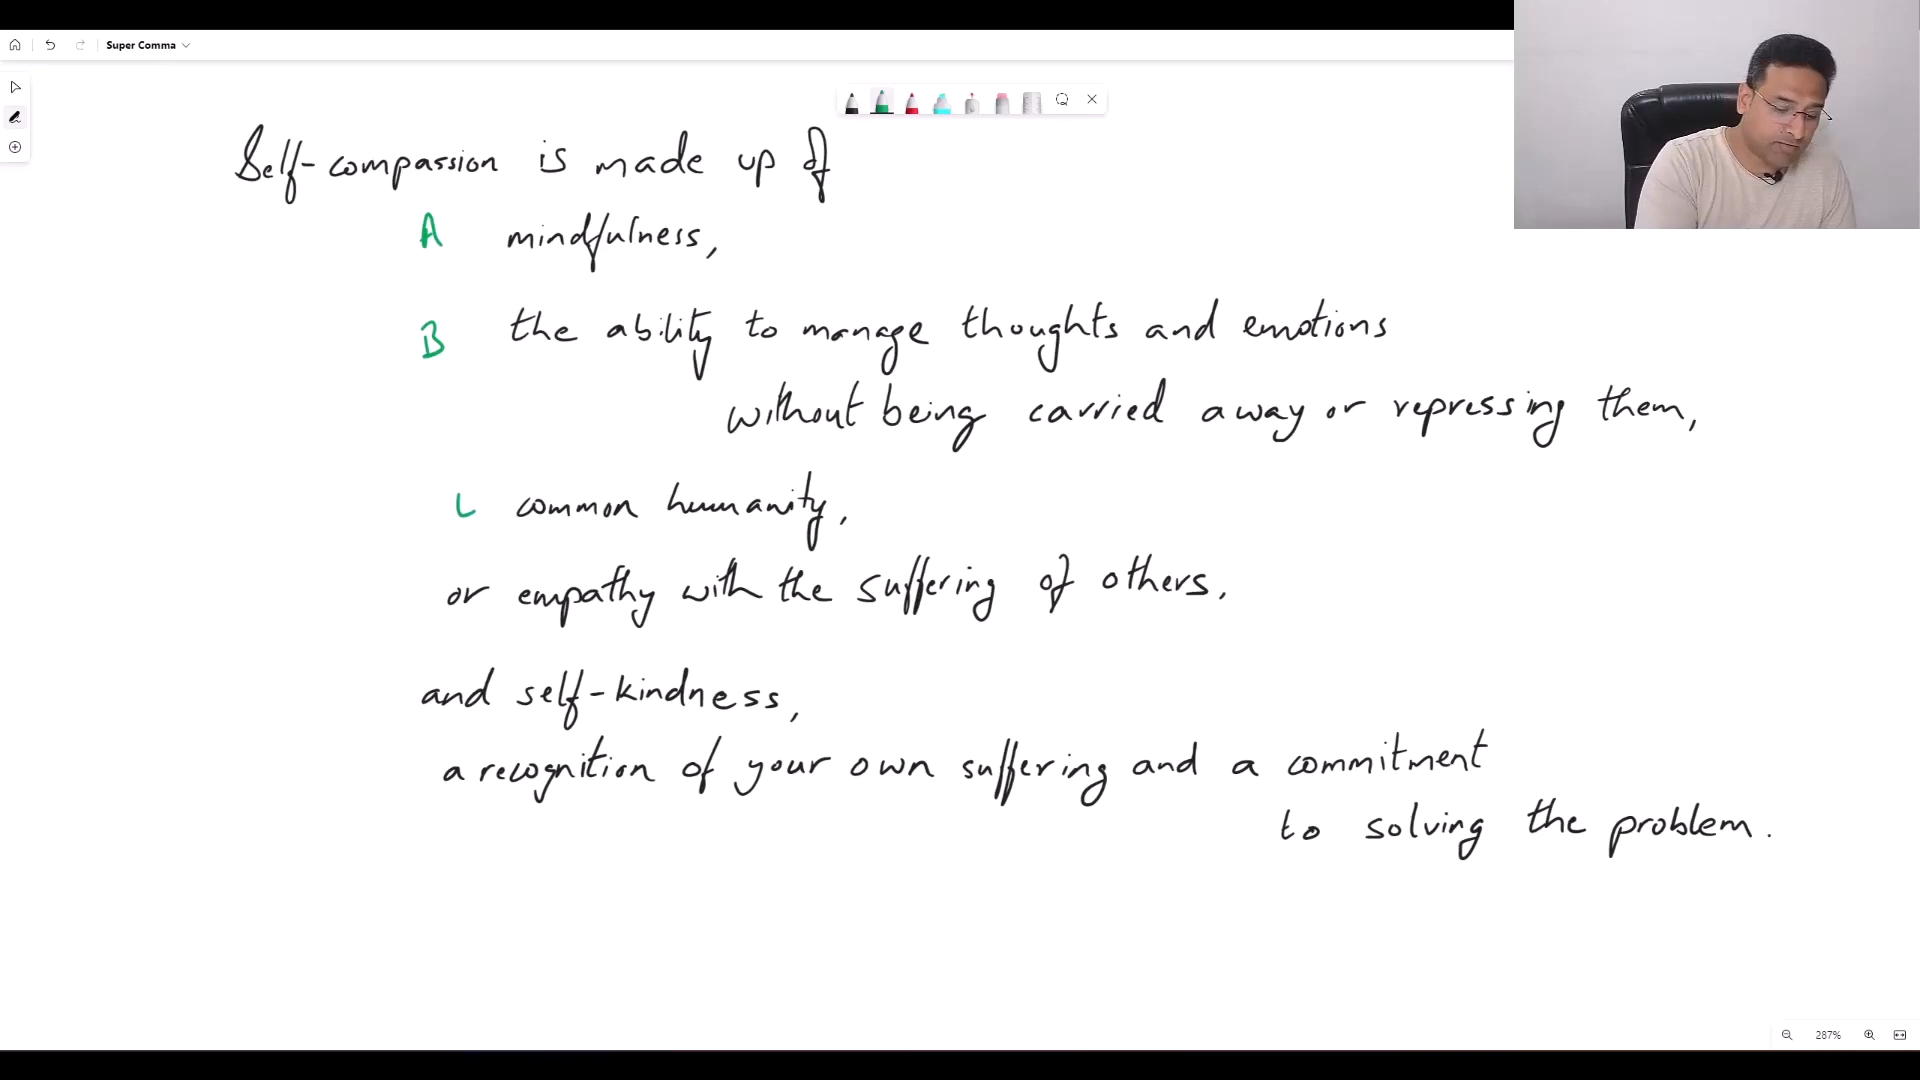 Super Comma
Self-compassion is made up of
A mindfulness,
B the ability to manage thoughts and emotions
without being carried away or repressing them,
C common humanity,
or empathy with the suffering of others,
and self-kindness,
a recognition of your own suffering and a commitment
to solving the problem.
287%